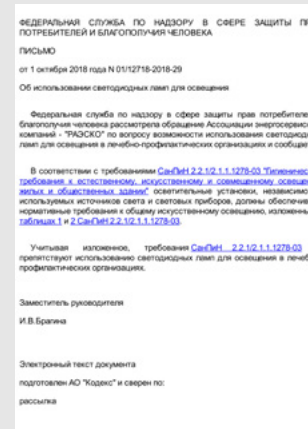 ФЕДЕРАЛЬНАЯ СЛУЖБА ПО НАДЗОРУ В СФЕРЕ ЗАЩИТЫ ПР
ПОТРЕБИТЕЛЕЙ И БЛАГОПОЛУЧИЯ ЧЕЛОВЕКА
ПИСЬМО
от 1 октября 2018 года N 01/12718-2018-29
Об использовании светодиодных ламп для освещения
Федеральная служба по надзору в сфере защиты прав потребителе
благополучия человека рассмотрела обращение Ассоциации энергосервисн
компаний - "РАЭСКО" по вопросу возможности использования светодиодн
ламп для освещения в лечебно-профилактических организациях и сообщае
В соответствии с требованиями СанПиН 2.2.1/2.1.1.1278-03 "Гигиеничес
требования к естественному, искусственному и совмещенному освеще
жилых и общественных зданий" осветительные установки, независимо
используемых источников света и световых приборов, должны обеспечив
нормативные требования к общему искусственному освещению, изложенны
таблицах 1 и 2 СанПиН 2.2.1/2.1.1.1278-03.
Учитывая изложенное, требования СанПиН 2.2.1/2.1.1.1278-03
препятствуют использованию светодиодных ламп для освещения в лечеб
профилактических организациях.
Заместитель руководителя
И.В.Брагина
Электронный текст документа
подготовлен АО "Кодекс" и сверен по:
рассылка